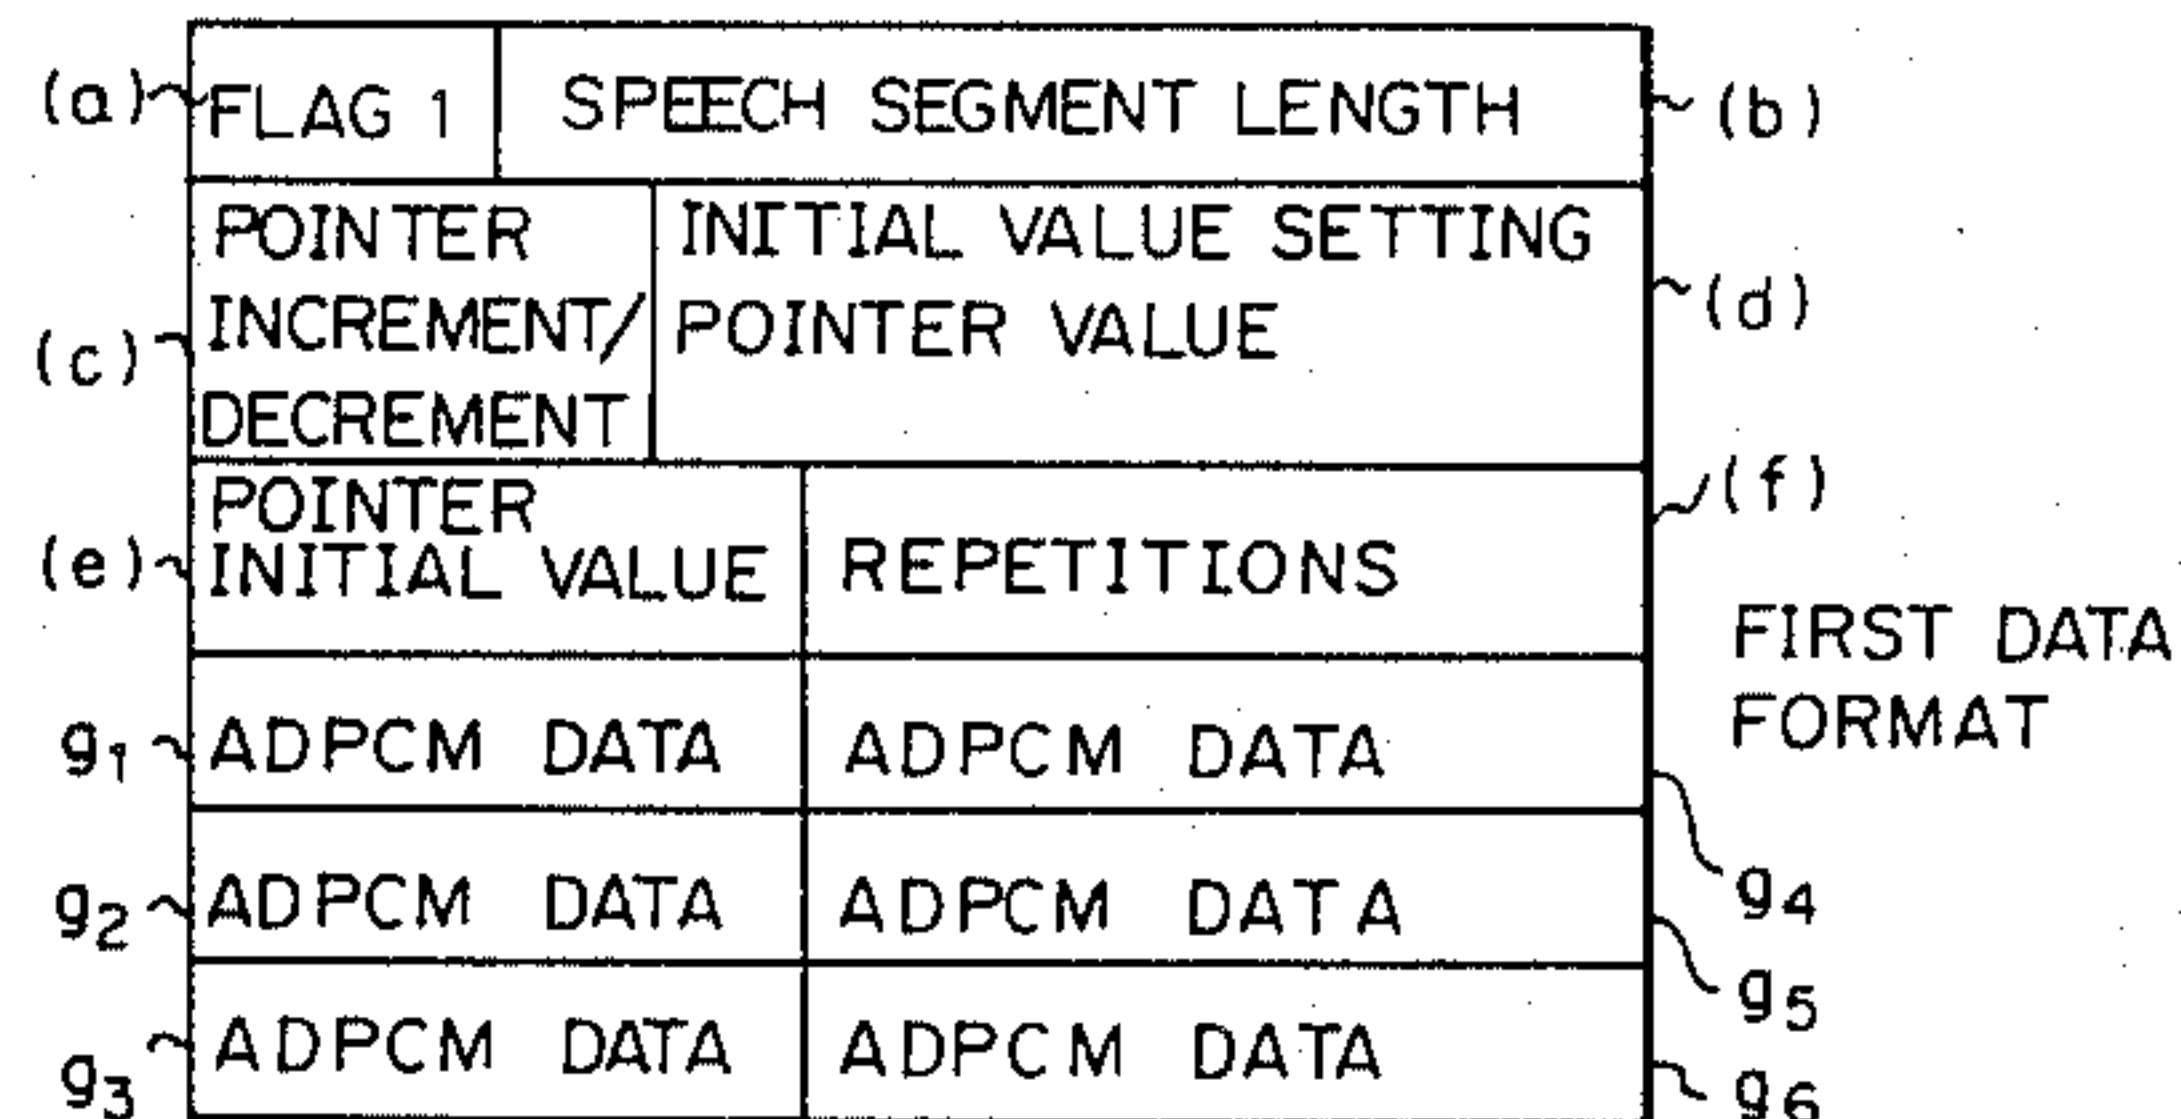 (a) FLAG 1 SPEECH SEGMENT LENGTH (b)
POINTER INCREMENT/ DECREMENT
(c)
INITIAL VALUE SETTING
POINTER VALUE
(d)
POINTER
INITIAL VALUE
(e)
REPETITIONS
(f)
FIRST DATA
FORMAT
g1 ADPCM DATA ADPCM DATA g4
g2 ADPCM DATA ADPCM DATA g5
g3 ADPCM DATA ADPCM DATA g6